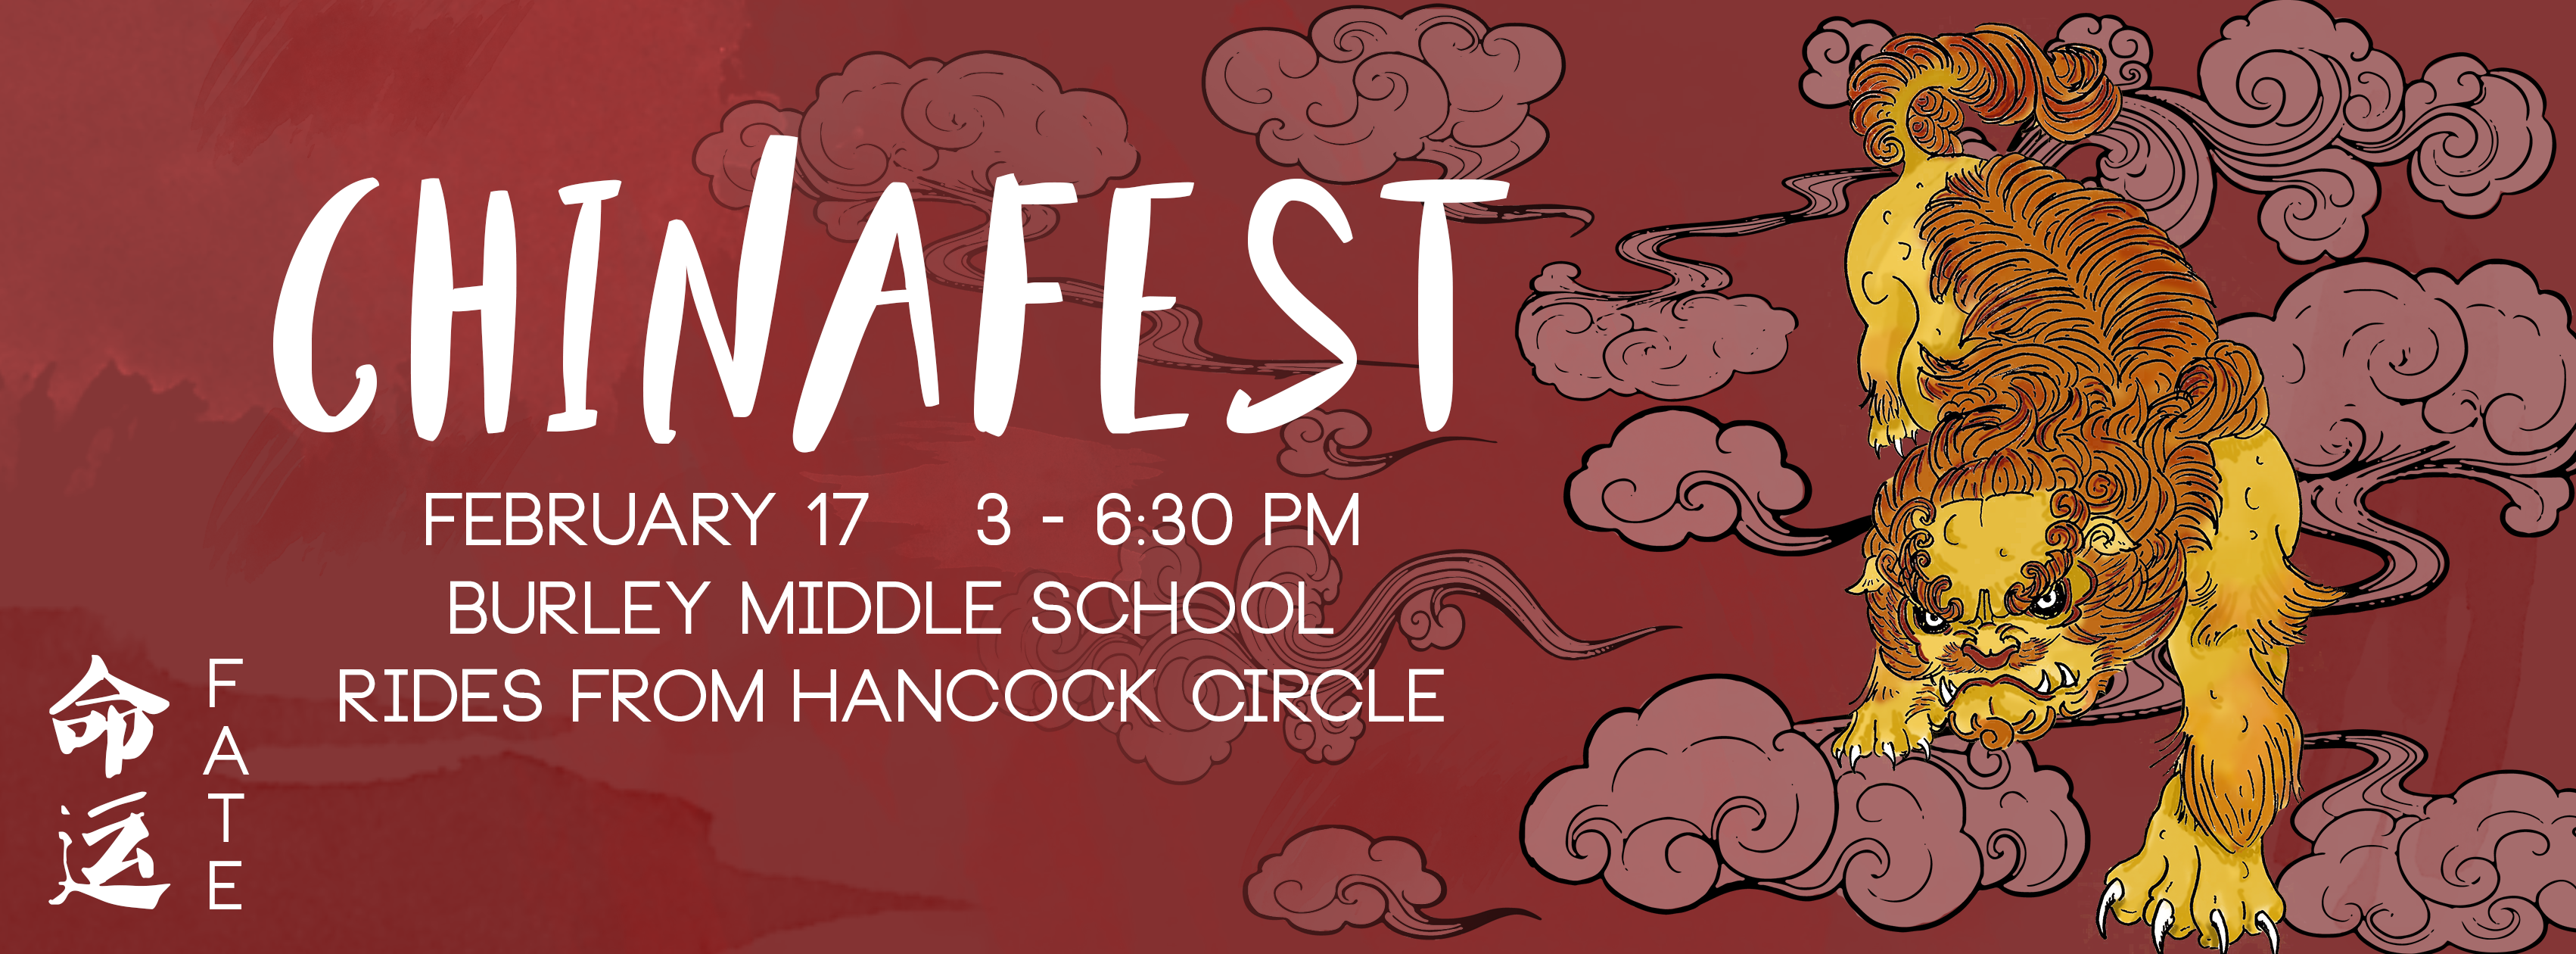 CHINAFEST
FEBRUARY 17 3 - 6:30 PM
BURLEY MIDDLE SCHOOL
RIDES FROM HANCOCK CIRCLE
命运
FATE